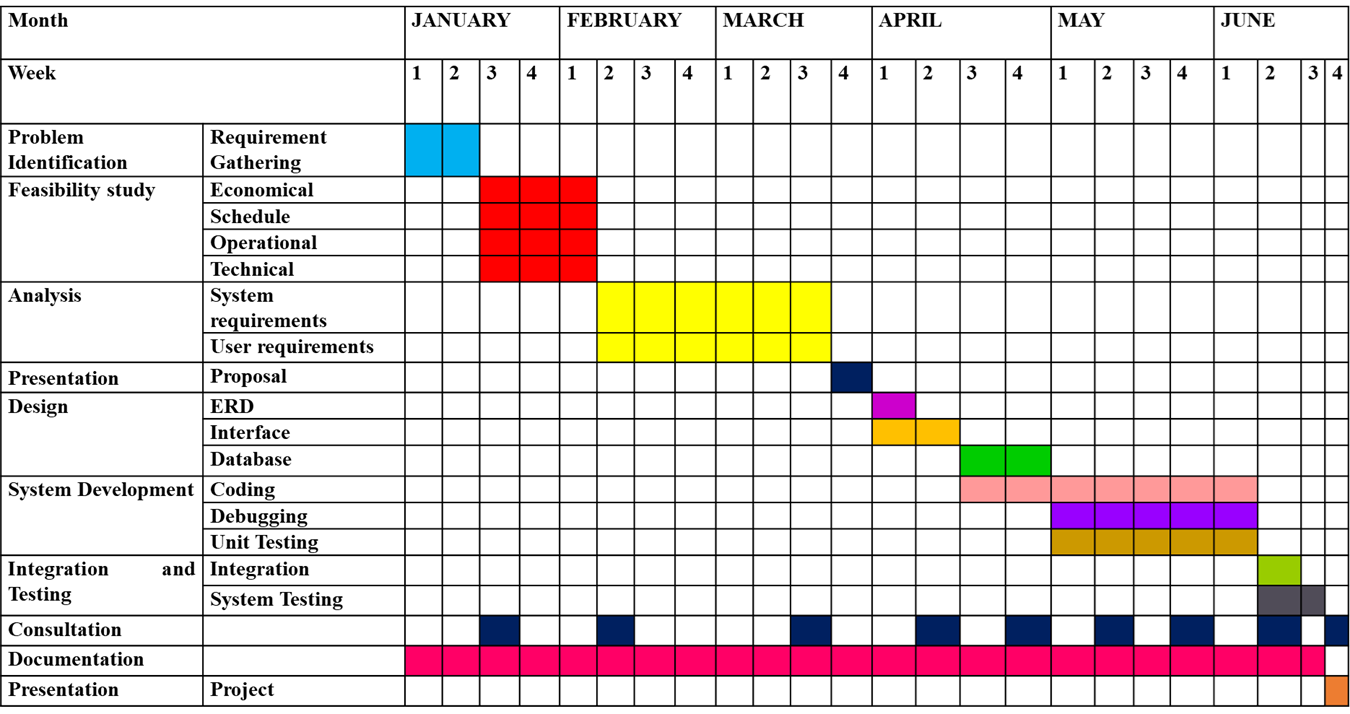 Month JANUARY FEBRUARY MARCH APRIL MAY JUNE
Week 1 2 3 4 1 2 3 4 1 2 3 4 1 2 3 4 1 2 3 4 1 2 3 4
Problem Requirement
Identification Gathering
Feasibility study Economical
Schedule
Operational
Technical
Analysis System
requirements
User requirements
Presentation Proposal
Design ERD
Interface
Database
System Development Coding
Debugging
Unit Testing
Integration and Integration
Testing System Testing
Consultation
Documentation
Presentation Project